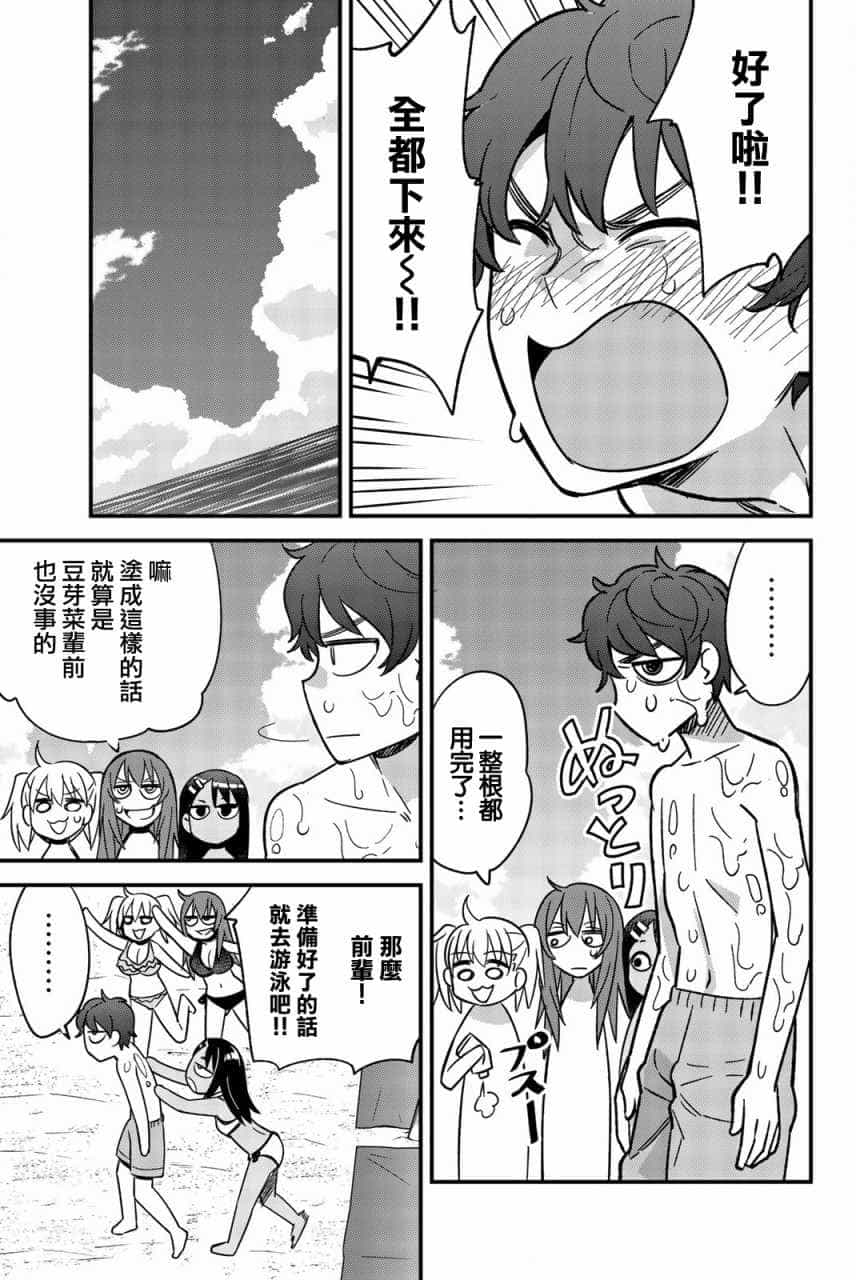 好了啦!!
全都下來～!!
………
一整根都
用完了…
ぬっとり
プスー
嘛
塗成這樣的話
就算是
豆芽菜輩前
也沒事的
那麼
前輩!
準備好了的話
就去游泳吧!!
………